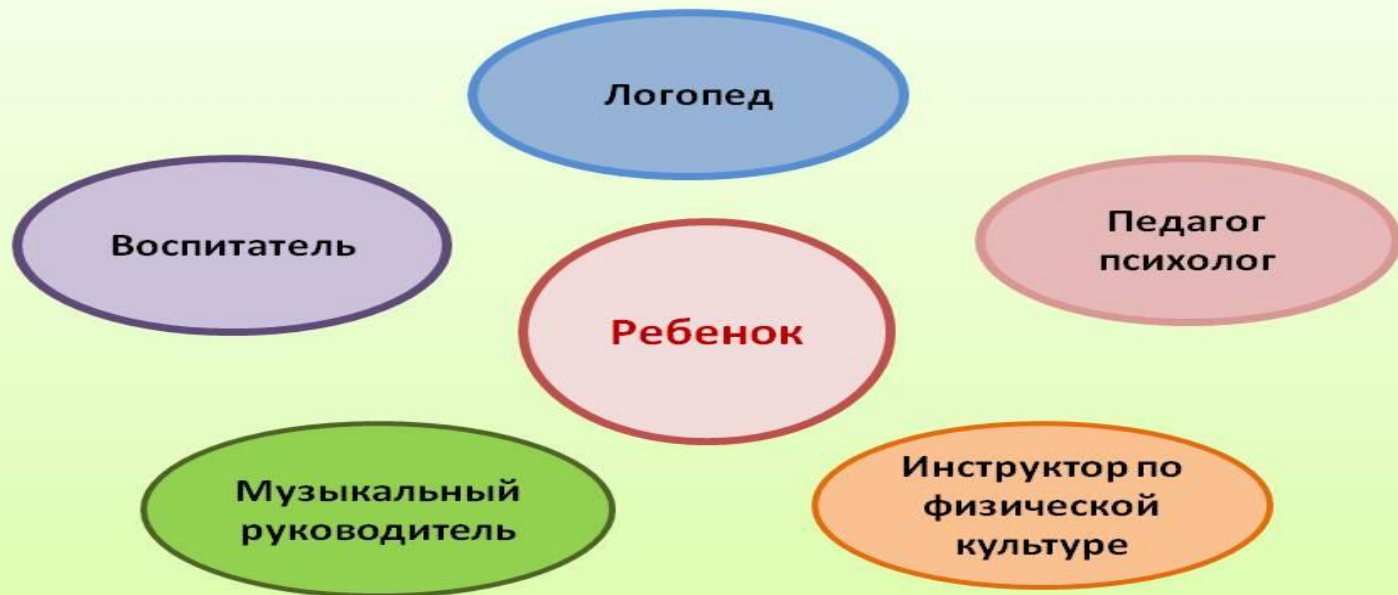 Логопед
Воспитатель
Педагог
психолог
Ребенок
Музыкальный
руководитель
Инструктор по
физической
культуре